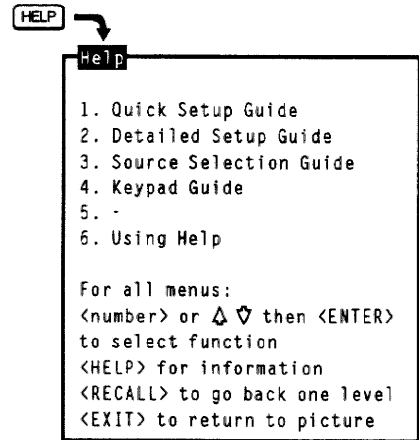 HELP
Help
1. Quick Setup Guide
2. Detailed Setup Guide
3. Source Selection Guide
4. Keypad Guide
5. -
6. Using Help
For all menus:
<number> or △ ▽ then <ENTER>
to select function
<HELP> for information
<RECALL> to go back one level
<EXIT> to return to picture